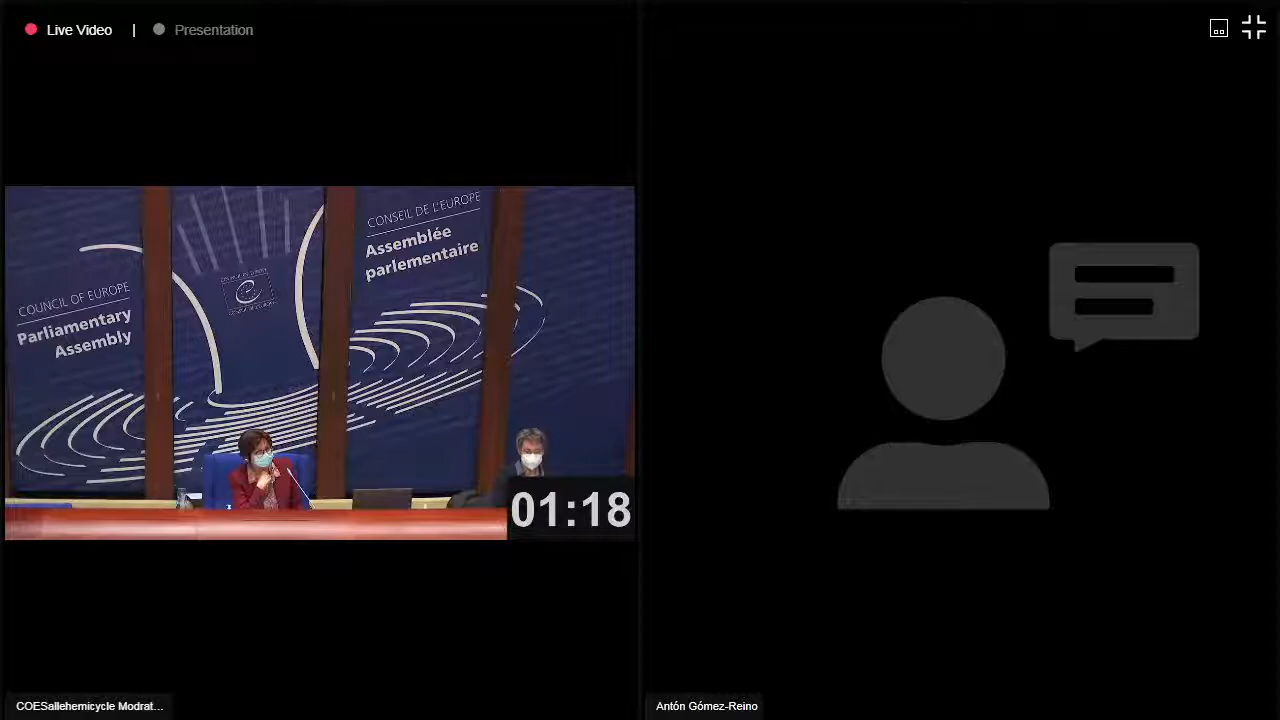 Live Video | Presentation
CONSEIL DE L'EUROPE
Assemblée
parlementaire
COUNCIL OF EUROPE
Parliamentary
Assembly
01:18
COESallehemicycle Modrat...
Antón Gómez-Reino